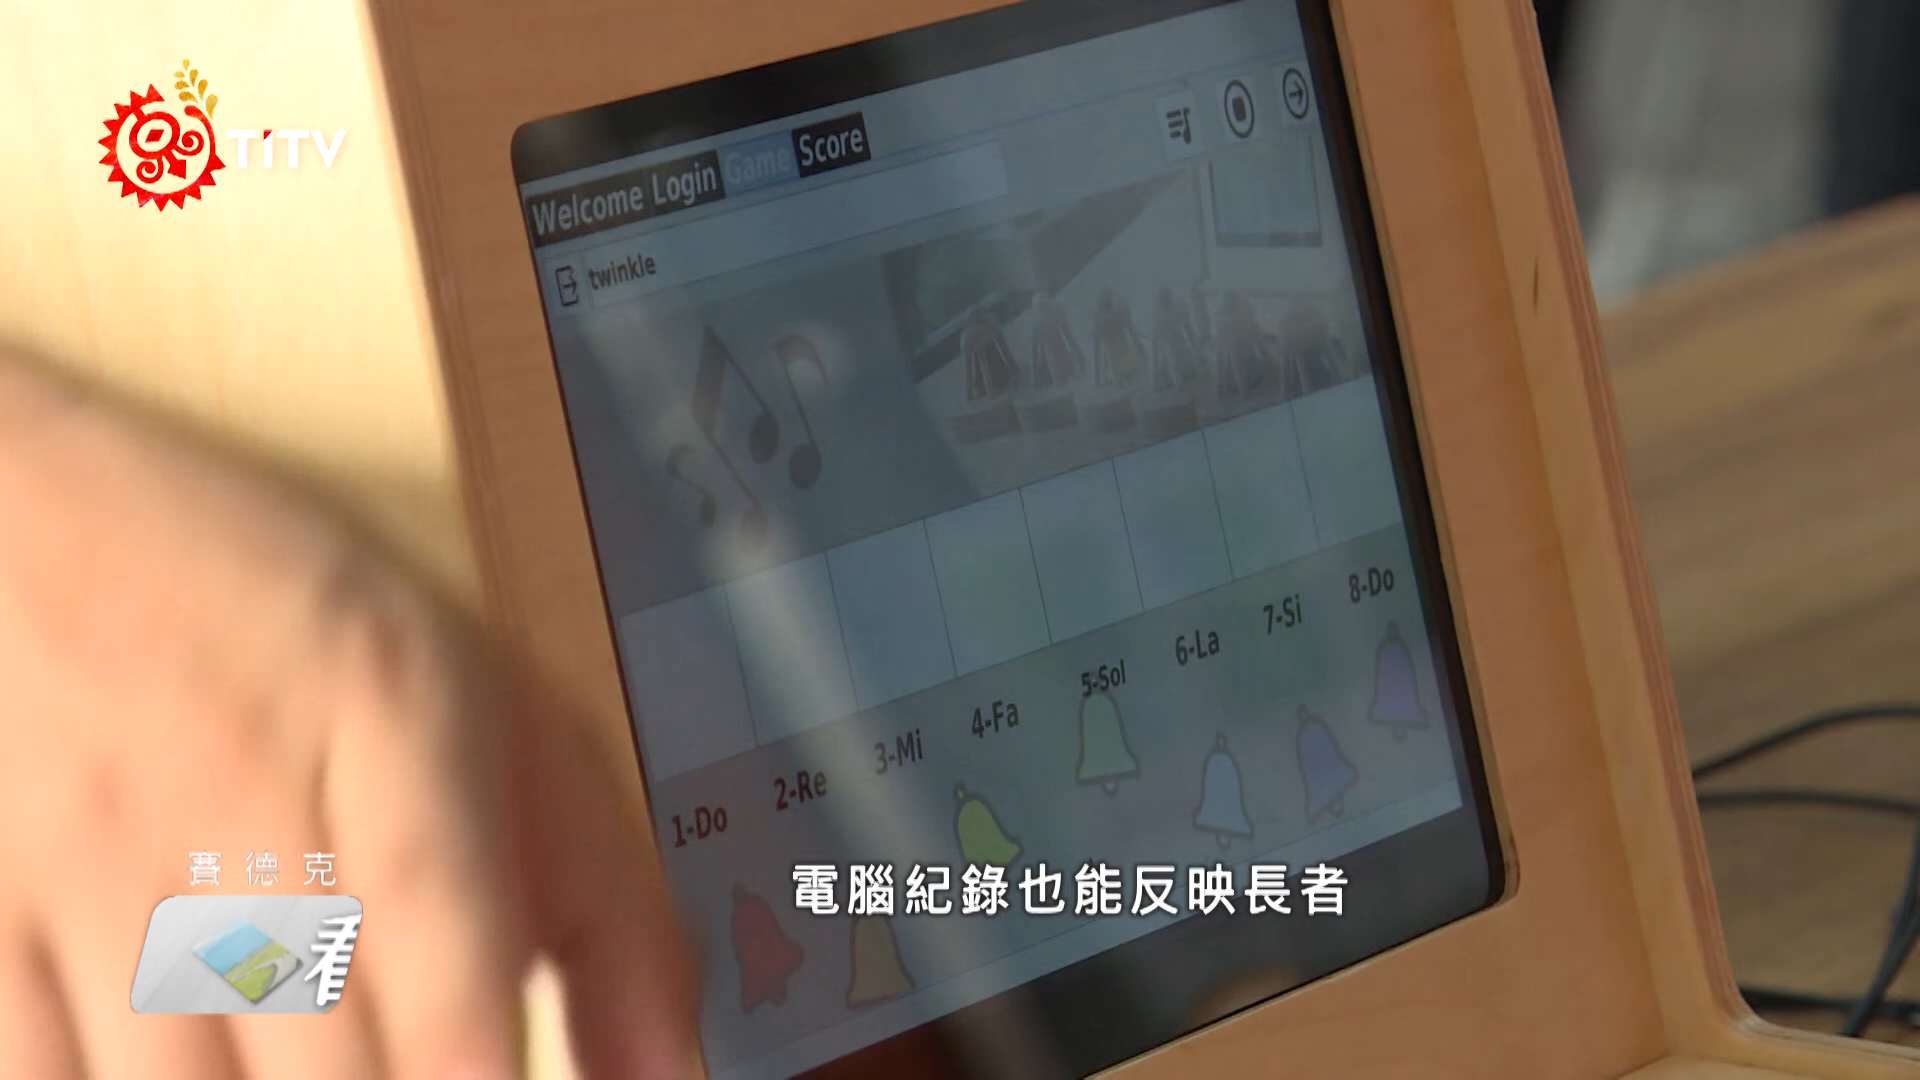 TiTV
Welcome Login Game Score
twinkle
1-Do 2-Re 3-Mi 4-Fa 5-Sol 6-La 7-Si 8-Do
賽德克
看
電腦紀錄也能反映長者